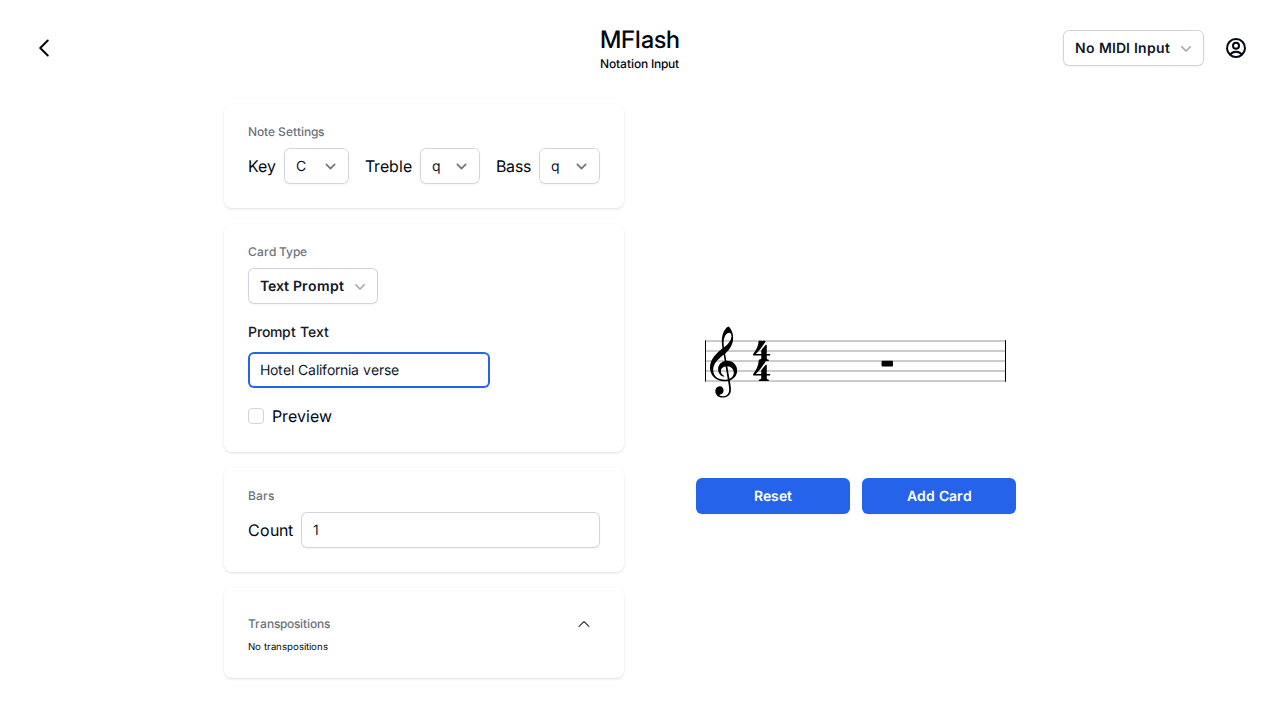 MFlash
Notation Input
No MIDI Input
Note Settings
Key C Treble q Bass q
Card Type
Text Prompt
Prompt Text
Hotel California verse
Preview
Bars
Count 1
Transpositions
No transpositions
4
4
Reset Add Card